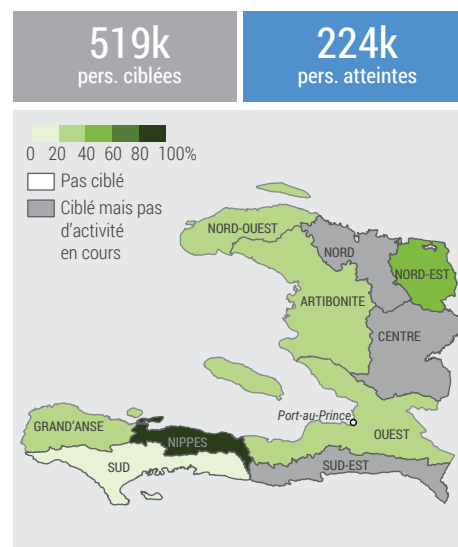 519k
pers. ciblées
224k
pers. atteintes
0 20 40 60 80 100%
Pas ciblé
Ciblé mais pas
d'activité
en cours
NORD-OUEST
NORD
NORD-EST
ARTIBONITE
CENTRE
Port-au-Prince
GRAND'ANSE
NIPPES
OUEST
SUD
SUD-EST